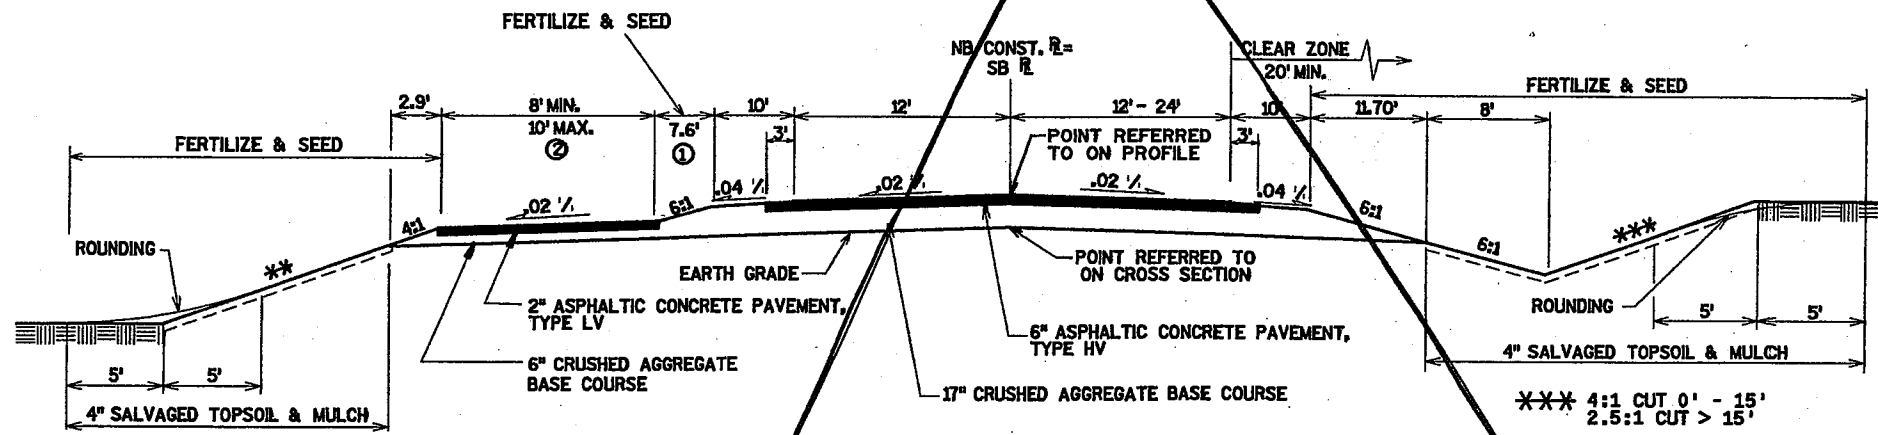 FERTILIZE & SEED
NB CONST. ℞=
SB ℞
CLEAR ZONE
20' MIN.
FERTILIZE & SEED
2.9'
8' MIN.
10' MAX.
②
7.6'
①
10'
3'
12'
12' - 24'
10'
3'
11.70'
8'
FERTILIZE & SEED
POINT REFERRED
TO ON PROFILE
4:1
.02 '/'
6:1
.04 '/'
.02 '/'
.02 '/'
.04 '/'
6:1
6:1
***
ROUNDING
**
EARTH GRADE
POINT REFERRED TO
ON CROSS SECTION
2" ASPHALTIC CONCRETE PAVEMENT,
TYPE LV
6" CRUSHED AGGREGATE
BASE COURSE
6" ASPHALTIC CONCRETE PAVEMENT,
TYPE HV
17" CRUSHED AGGREGATE BASE COURSE
ROUNDING
5'
5'
4" SALVAGED TOPSOIL & MULCH
5'
5'
4" SALVAGED TOPSOIL & MULCH
*** 4:1 CUT 0' - 15'
2.5:1 CUT > 15'